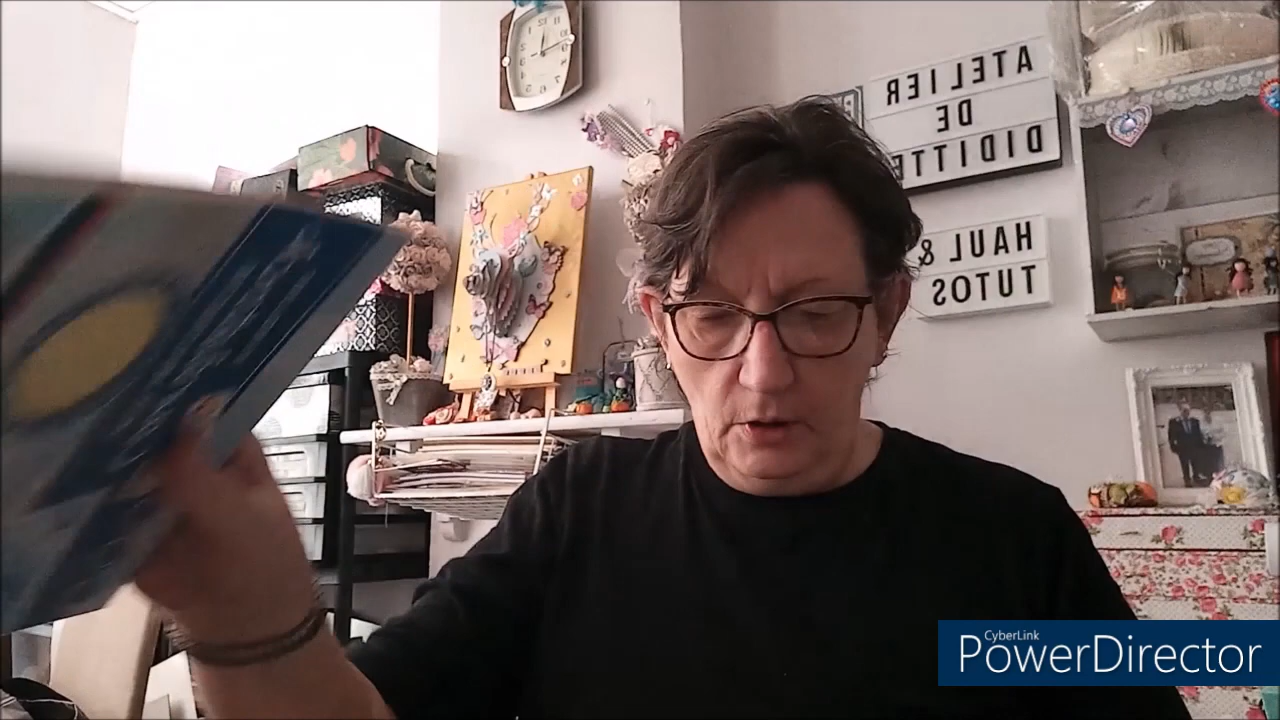 ATELIER
DE
DIDITTE
HAUL &
TUTOS
CyberLink
PowerDirector